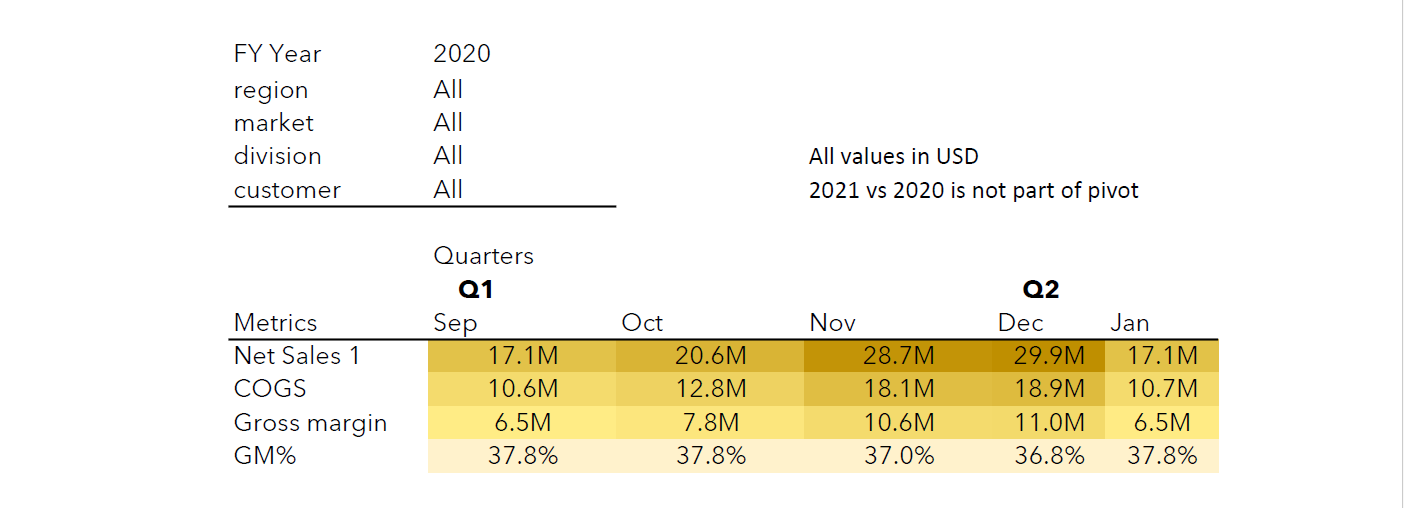 FY Year 2020
region All
market All
division All All values in USD
customer All 2021 vs 2020 is not part of pivot
Quarters
Q1 Q2
Metrics Sep Oct Nov Dec Jan
Net Sales 1 17.1M 20.6M 28.7M 29.9M 17.1M
COGS 10.6M 12.8M 18.1M 18.9M 10.7M
Gross margin 6.5M 7.8M 10.6M 11.0M 6.5M
GM% 37.8% 37.8% 37.0% 36.8% 37.8%